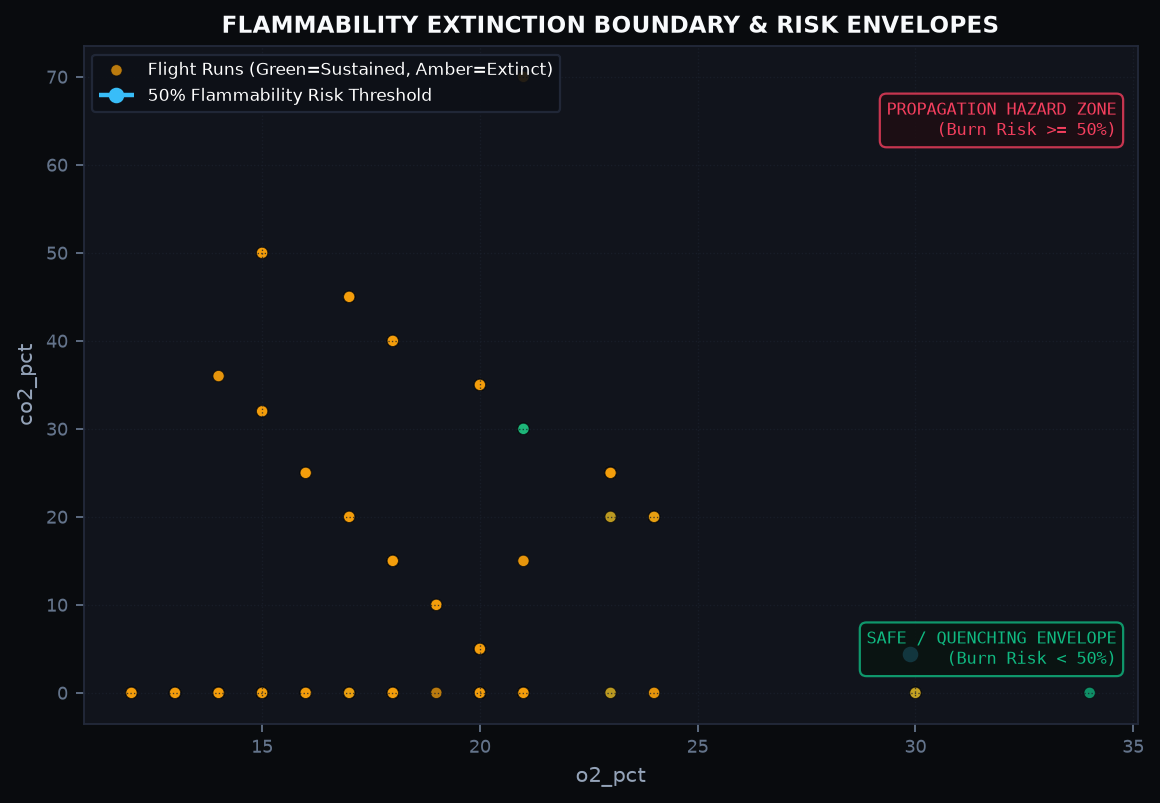 FLAMMABILITY EXTINCTION BOUNDARY & RISK ENVELOPES
Flight Runs (Green=Sustained, Amber=Extinct)
50% Flammability Risk Threshold
PROPAGATION HAZARD ZONE
(Burn Risk >= 50%)
SAFE / QUENCHING ENVELOPE
(Burn Risk < 50%)
co2_pct
70
60
50
40
30
20
10
0
15
20
25
30
35
o2_pct